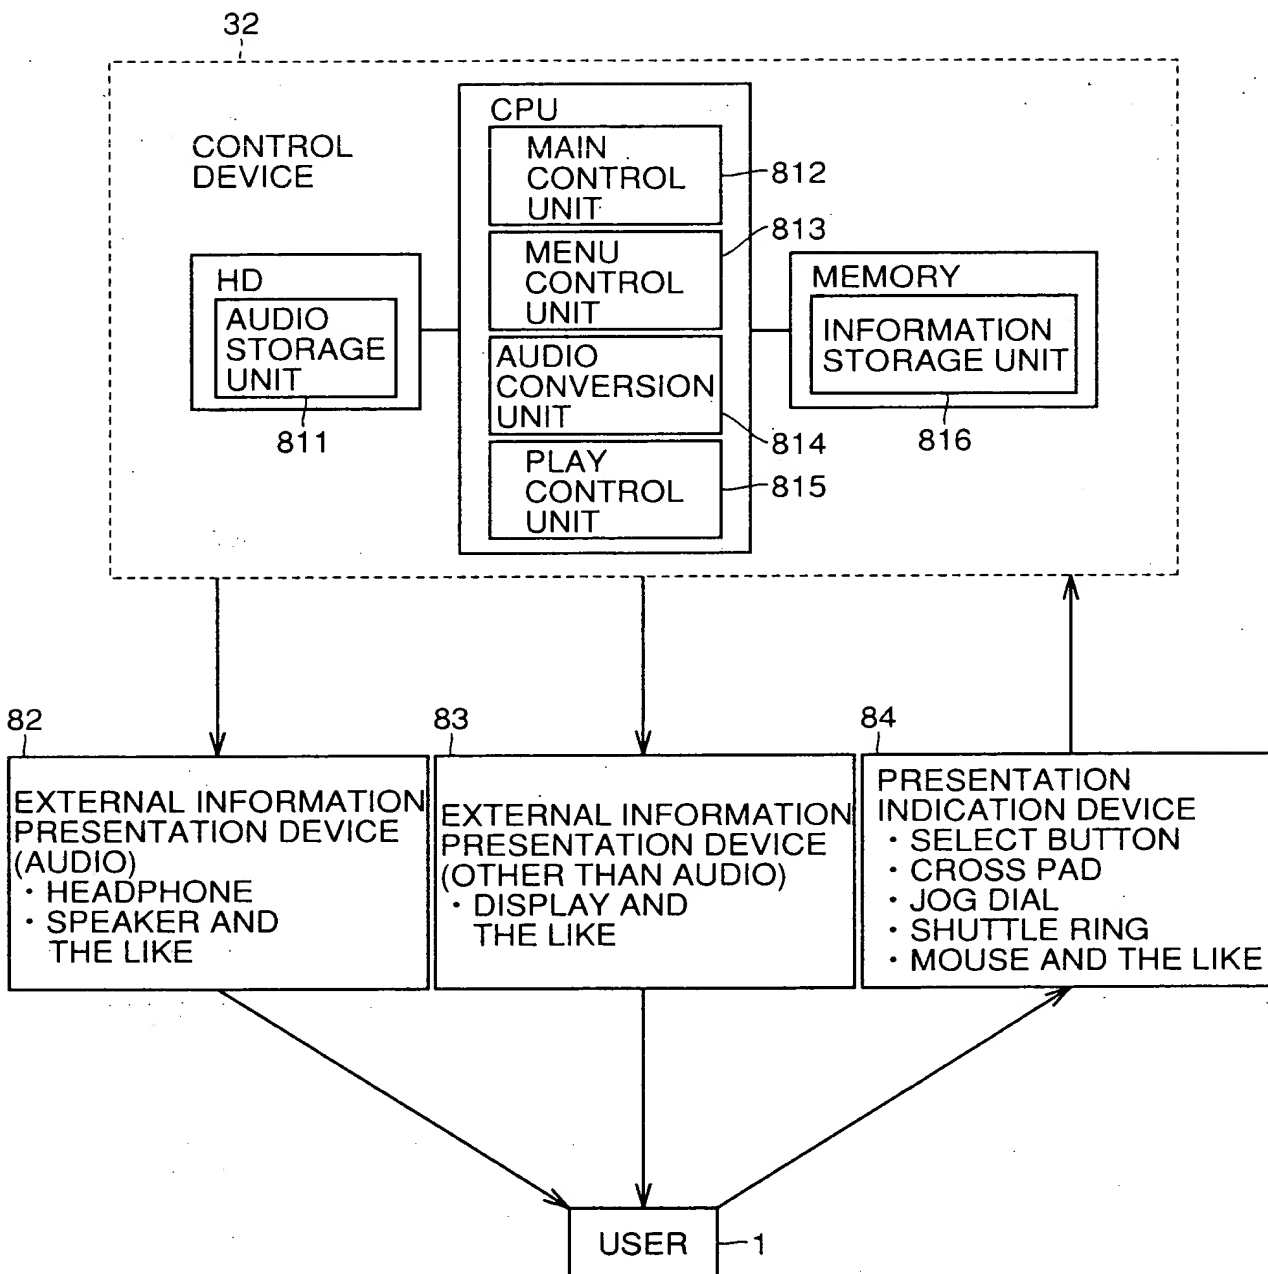 32
CONTROL
DEVICE
CPU
MAIN
CONTROL
UNIT
812
813
MENU
CONTROL
UNIT
HD
AUDIO
STORAGE
UNIT
811
AUDIO
CONVERSION
UNIT
814
PLAY
CONTROL
UNIT
815
MEMORY
INFORMATION
STORAGE UNIT
816
82
EXTERNAL INFORMATION
PRESENTATION DEVICE
(AUDIO)
・HEADPHONE
・SPEAKER AND
THE LIKE
83
EXTERNAL INFORMATION
PRESENTATION DEVICE
(OTHER THAN AUDIO)
・DISPLAY AND
THE LIKE
84
PRESENTATION
INDICATION DEVICE
・SELECT BUTTON
・CROSS PAD
・JOG DIAL
・SHUTTLE RING
・MOUSE AND THE LIKE
USER
1